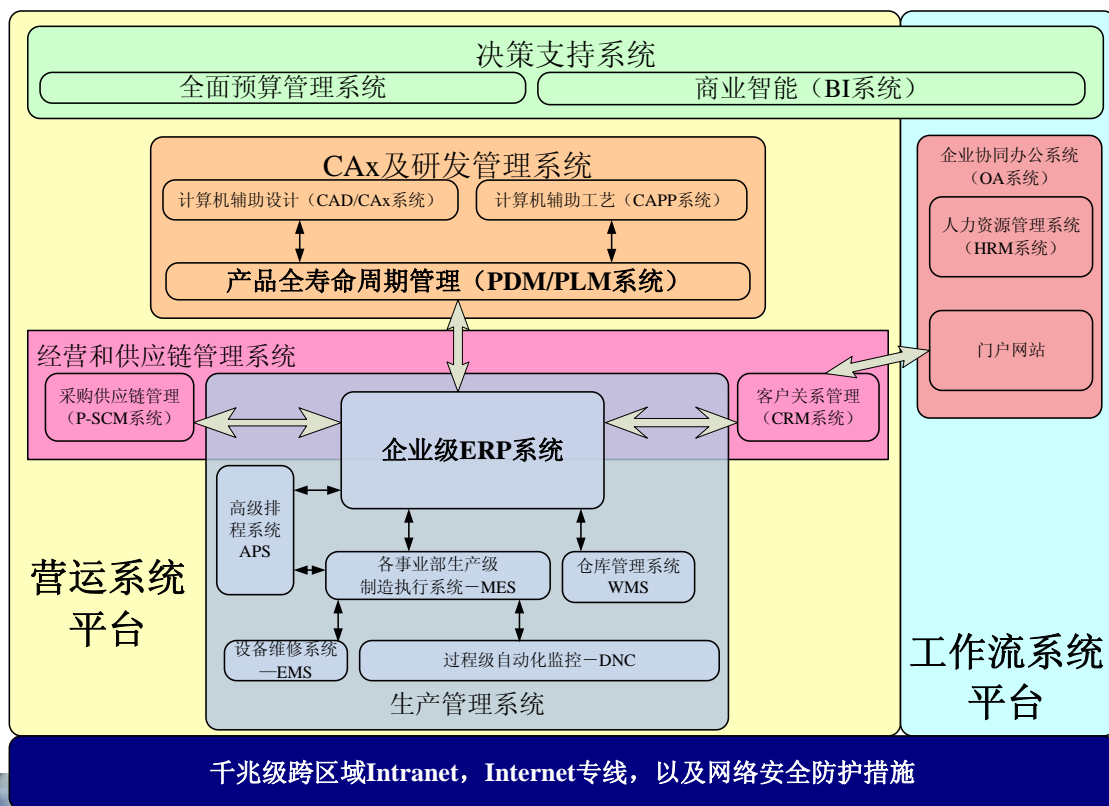 决策支持系统
全面预算管理系统
商业智能（BI系统）
CAx及研发管理系统
计算机辅助设计（CAD/CAx系统）
计算机辅助工艺（CAPP系统）
产品全寿命周期管理（PDM/PLM系统）
企业协同办公系统
（OA系统）
人力资源管理系统
（HRM系统）
门户网站
经营和供应链管理系统
采购供应链管理
（P-SCM系统）
企业级ERP系统
客户关系管理
（CRM系统）
高级排
程系统
APS
各事业部生产级
制造执行系统－MES
仓库管理系统
WMS
设备维修系统
—EMS
过程级自动化监控－DNC
生产管理系统
营运系统
平台
工作流系统
平台
千兆级跨区域Intranet，Internet专线，以及网络安全防护措施